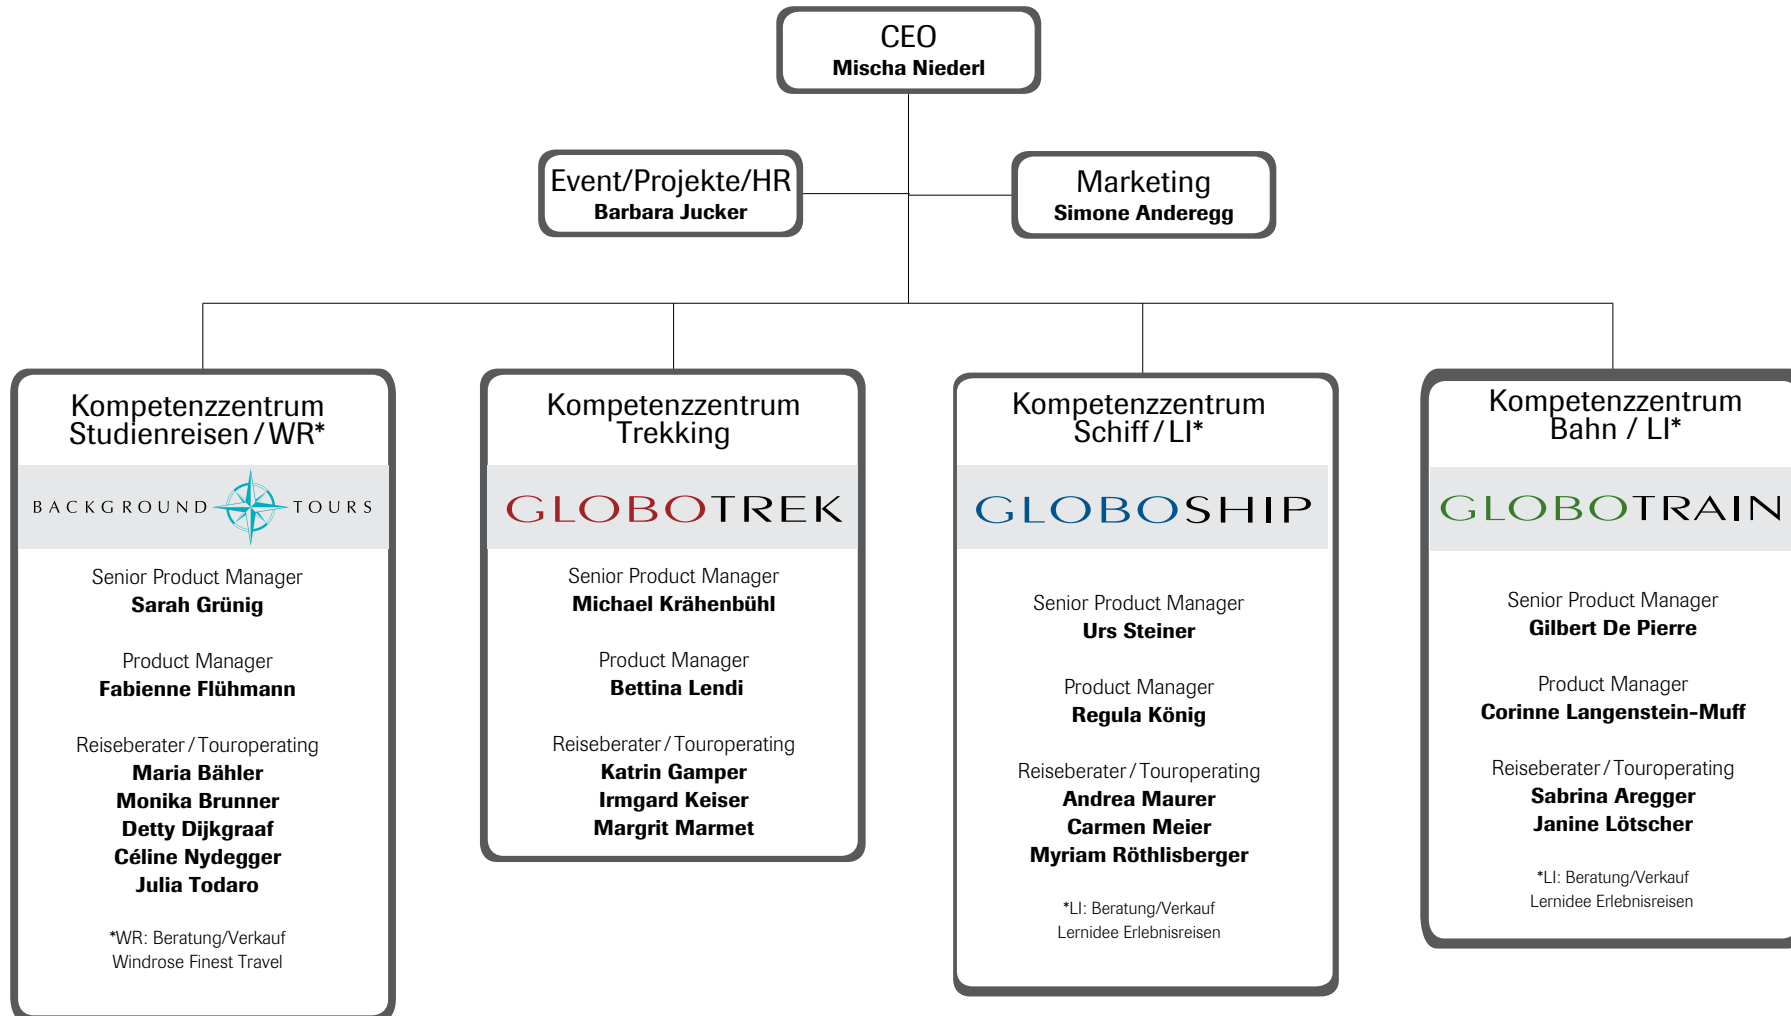 CEO
Mischa Niederl
Event/Projekte/HR
Barbara Jucker
Marketing
Simone Anderegg
Kompetenzzentrum
Studienreisen / WR*
BACKGROUND TOURS
Senior Product Manager
Sarah Grünig
Product Manager
Fabienne Flühmann
Reiseberater / Touroperating
Maria Bähler
Monika Brunner
Detty Dijkgraaf
Céline Nydegger
Julia Todaro
*WR: Beratung/Verkauf
Windrose Finest Travel
Kompetenzzentrum
Trekking
GLOBOTREK
Senior Product Manager
Michael Krähenbühl
Product Manager
Bettina Lendi
Reiseberater / Touroperating
Katrin Gamper
Irmgard Keiser
Margrit Marmet
Kompetenzzentrum
Schiff / LI*
GLOBOSHIP
Senior Product Manager
Urs Steiner
Product Manager
Regula König
Reiseberater / Touroperating
Andrea Maurer
Carmen Meier
Myriam Röthlisberger
*LI: Beratung/Verkauf
Lernidee Erlebnisreisen
Kompetenzzentrum
Bahn / LI*
GLOBOTRAIN
Senior Product Manager
Gilbert De Pierre
Product Manager
Corinne Langenstein-Muff
Reiseberater / Touroperating
Sabrina Aregger
Janine Lötscher
*LI: Beratung/Verkauf
Lernidee Erlebnisreisen